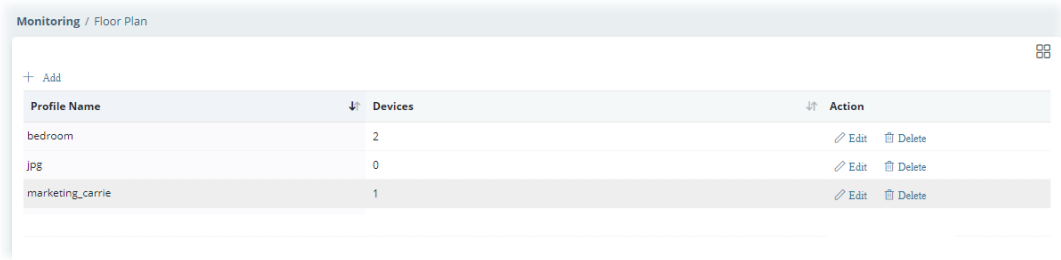 Monitoring / Floor Plan
+ Add
Profile Name Devices Action
bedroom 2 Edit Delete
jpg 0 Edit Delete
marketing_carrie 1 Edit Delete